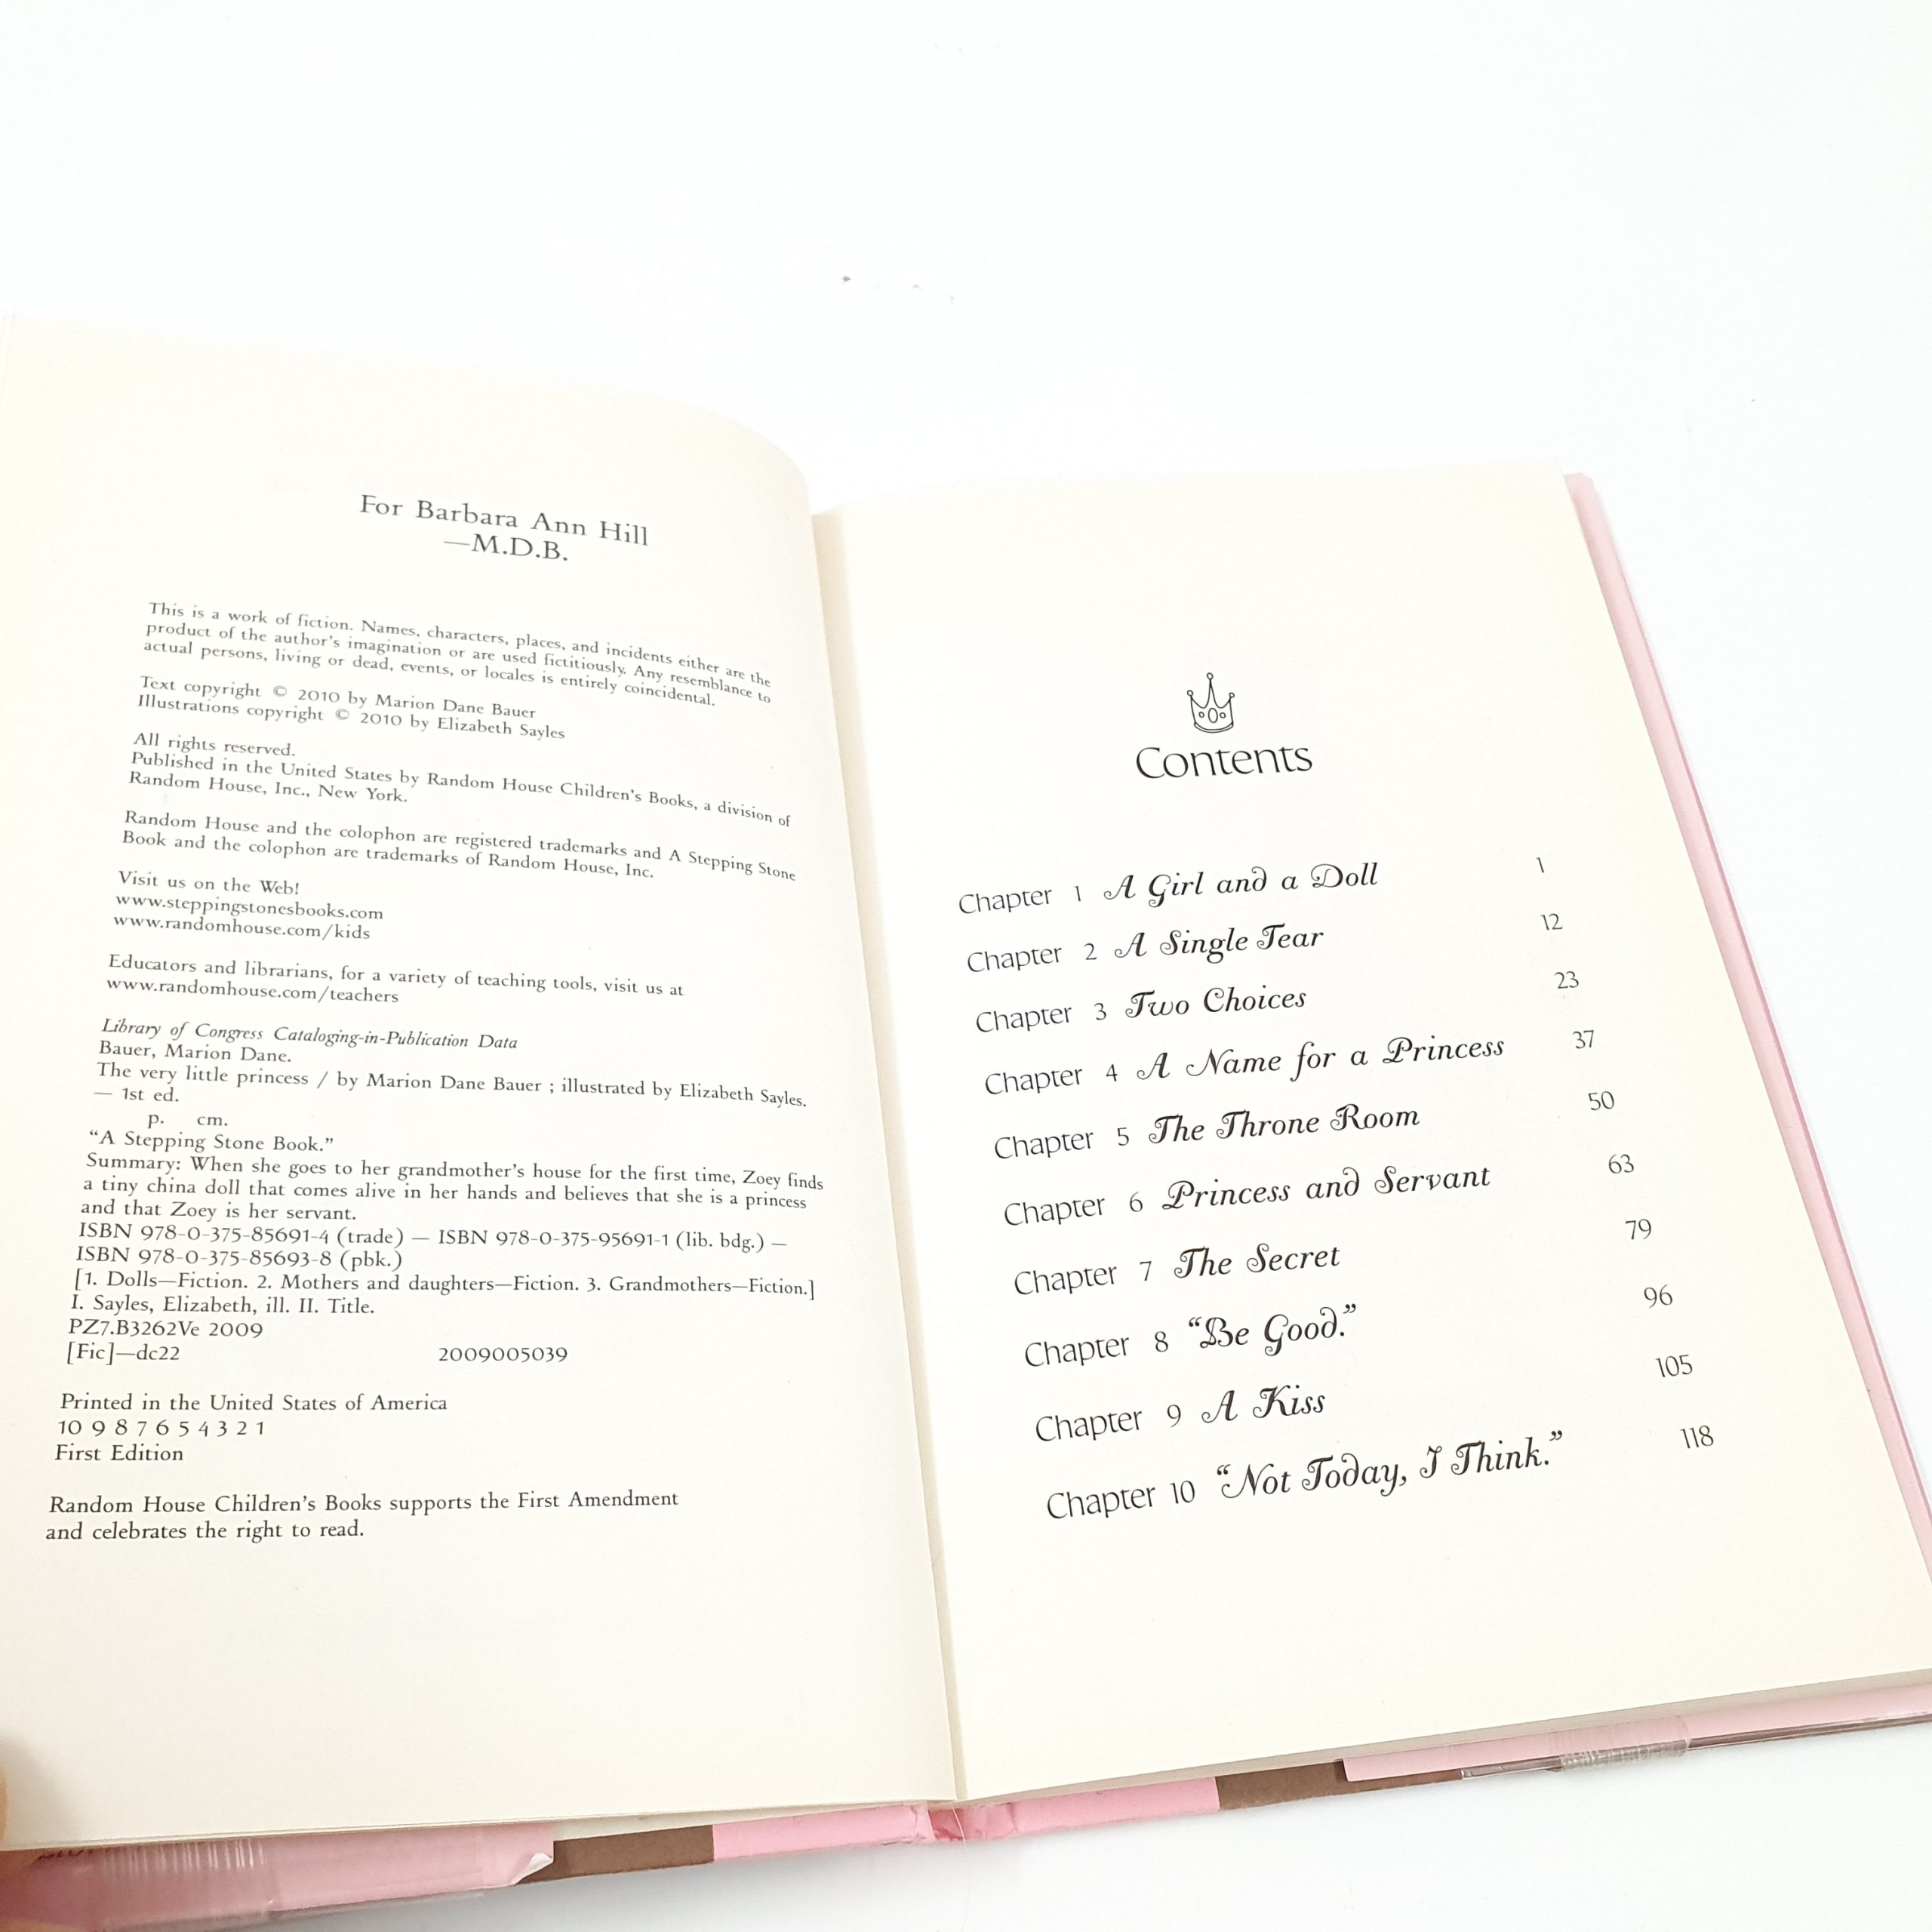 For Barbara Ann Hill
—M.D.B.
This is a work of fiction. Names, characters, places, and incidents either are the
product of the author's imagination or are used fictitiously. Any resemblance to
actual persons, living or dead, events, or locales is entirely coincidental.
Text copyright © 2010 by Marion Dane Bauer
Illustrations copyright © 2010 by Elizabeth Sayles
All rights reserved.
Published in the United States by Random House Children's Books, a division of
Random House, Inc., New York.
Random House and the colophon are registered trademarks and A Stepping Stone
Book and the colophon are trademarks of Random House, Inc.
Visit us on the Web!
www.steppingstonesbooks.com
www.randomhouse.com/kids
Educators and librarians, for a variety of teaching tools, visit us at
www.randomhouse.com/teachers
Library of Congress Cataloging-in-Publication Data
Bauer, Marion Dane.
The very little princess / by Marion Dane Bauer ; illustrated by Elizabeth Sayles.
— 1st ed.
p. cm.
“A Stepping Stone Book.”
Summary: When she goes to her grandmother's house for the first time, Zoey finds
a tiny china doll that comes alive in her hands and believes that she is a princess
and that Zoey is her servant.
ISBN 978-0-375-85691-4 (trade) — ISBN 978-0-375-95691-1 (lib. bdg.) —
ISBN 978-0-375-85693-8 (pbk.)
[1. Dolls—Fiction. 2. Mothers and daughters—Fiction. 3. Grandmothers—Fiction.]
I. Sayles, Elizabeth, ill. II. Title.
PZ7.B3262Ve 2009
[Fic]—dc22 2009005039
Printed in the United States of America
10 9 8 7 6 5 4 3 2 1
First Edition
Random House Children's Books supports the First Amendment
and celebrates the right to read.
Contents
Chapter 1 A Girl and a Doll 1
Chapter 2 A Single Tear 12
Chapter 3 Two Choices 23
Chapter 4 A Name for a Princess 37
Chapter 5 The Throne Room 50
Chapter 6 Princess and Servant 63
Chapter 7 The Secret 79
Chapter 8 “Be Good.” 96
Chapter 9 A Kiss 105
Chapter 10 “Not Today, I Think.” 118